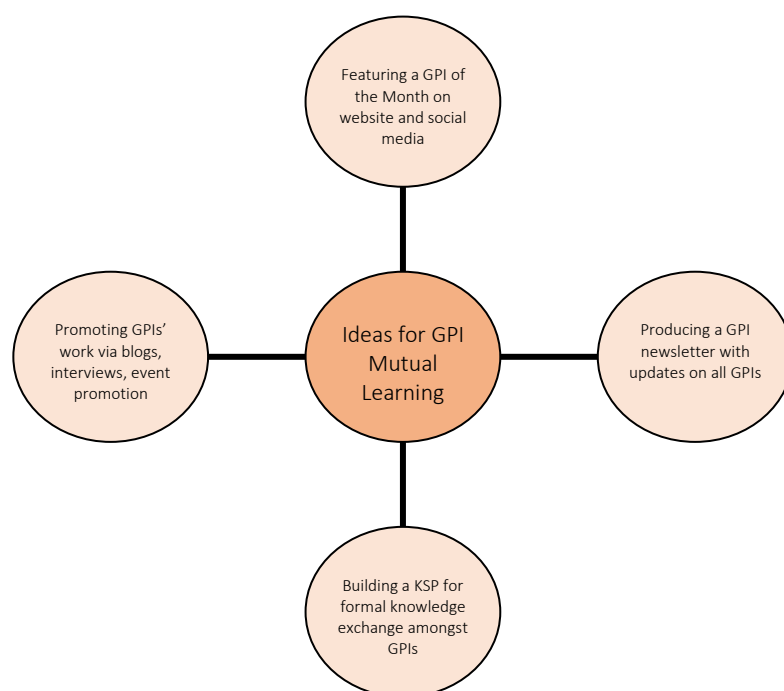 Featuring a GPI of
the Month on
website and social
media
Promoting GPIs’
work via blogs,
interviews, event
promotion
Ideas for GPI
Mutual
Learning
Producing a GPI
newsletter with
updates on all GPIs
Building a KSP for
formal knowledge
exchange amongst
GPIs